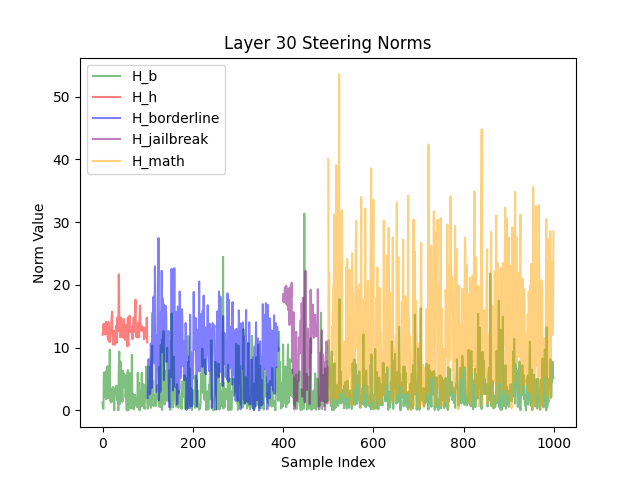 Layer 30 Steering Norms
H_b
H_h
H_borderline
H_jailbreak
H_math
Norm Value
50
40
30
20
10
0
0 200 400 600 800 1000
Sample Index